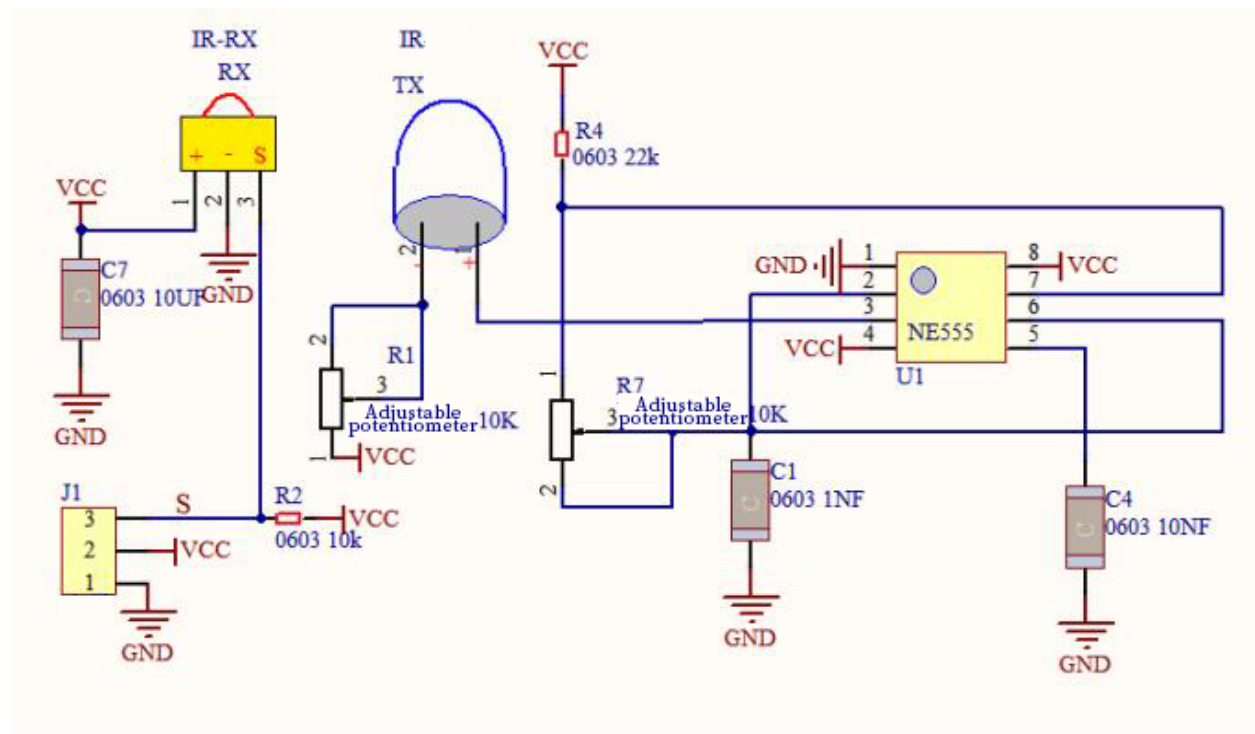 IR-RX
RX
+ - S
1 2 3
VCC
C7
0603 10UF
GND
GND
IR
TX
2 1
- +
2
R1
3
Adjustable
potentiometer
10K
1
VCC
VCC
R4
0603 22k
1
R7
3
Adjustable
potentiometer
10K
2
GND
1
2
3
4
VCC
NE555
U1
8
7
6
5
VCC
C1
0603 1NF
GND
C4
0603 10NF
GND
J1
3
2
1
S
R2
0603 10k
VCC
VCC
GND